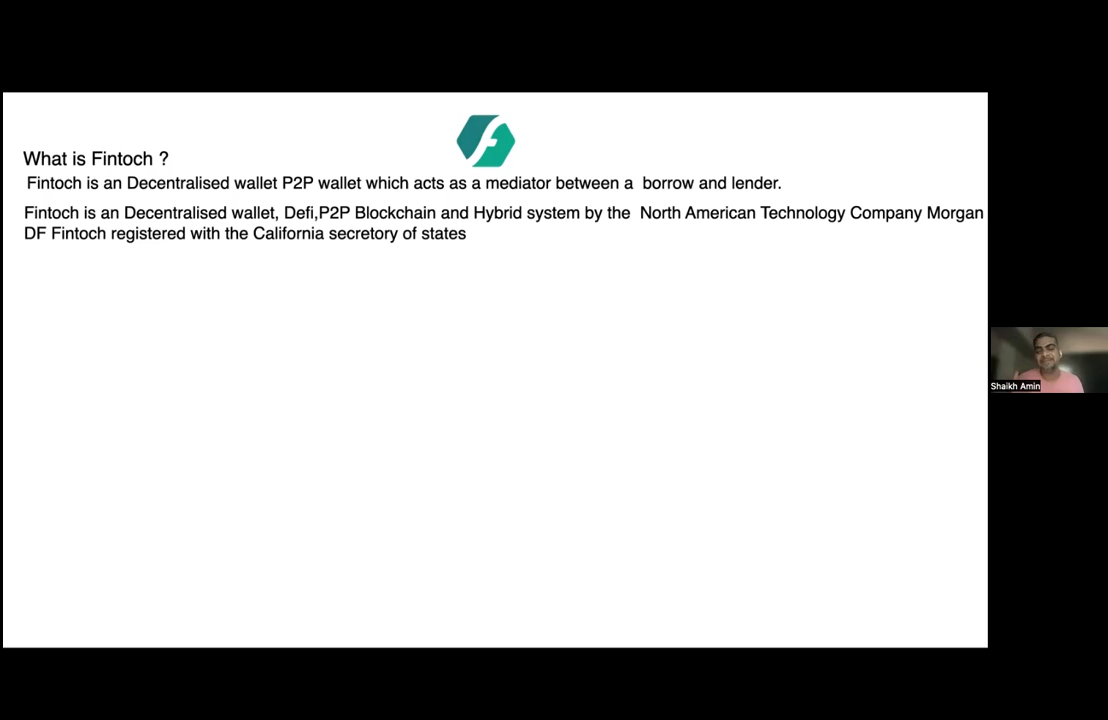 What is Fintoch ?
Fintoch is an Decentralised wallet P2P wallet which acts as a mediator between a  borrow and lender.
Fintoch is an Decentralised wallet, Defi,P2P Blockchain and Hybrid system by the  North American Technology Company Morgan
DF Fintoch registered with the California secretory of states
Shaikh Amin